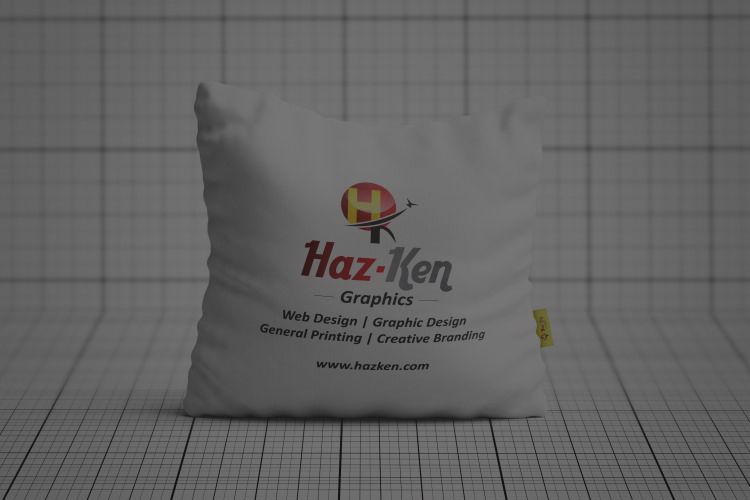 H
Haz-Ken
Graphics
Web Design | Graphic Design
General Printing | Creative Branding
www.hazken.com